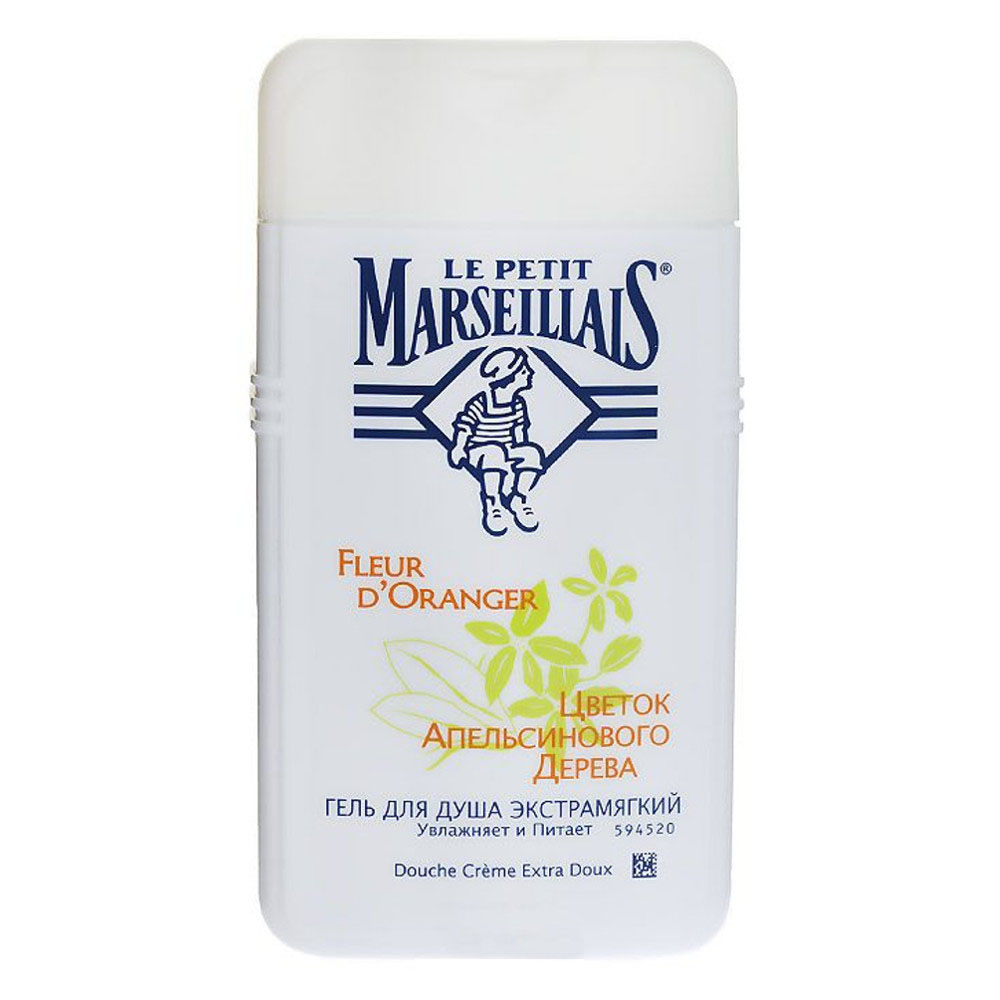 LE PETIT
MARSEILLAIS®
FLEUR
D'ORANGER
ЦВЕТОК
АПЕЛЬСИНОВОГО
ДЕРЕВА
ГЕЛЬ ДЛЯ ДУША ЭКСТРАМЯГКИЙ
Увлажняет и Питает 594520
Douche Crème Extra Doux